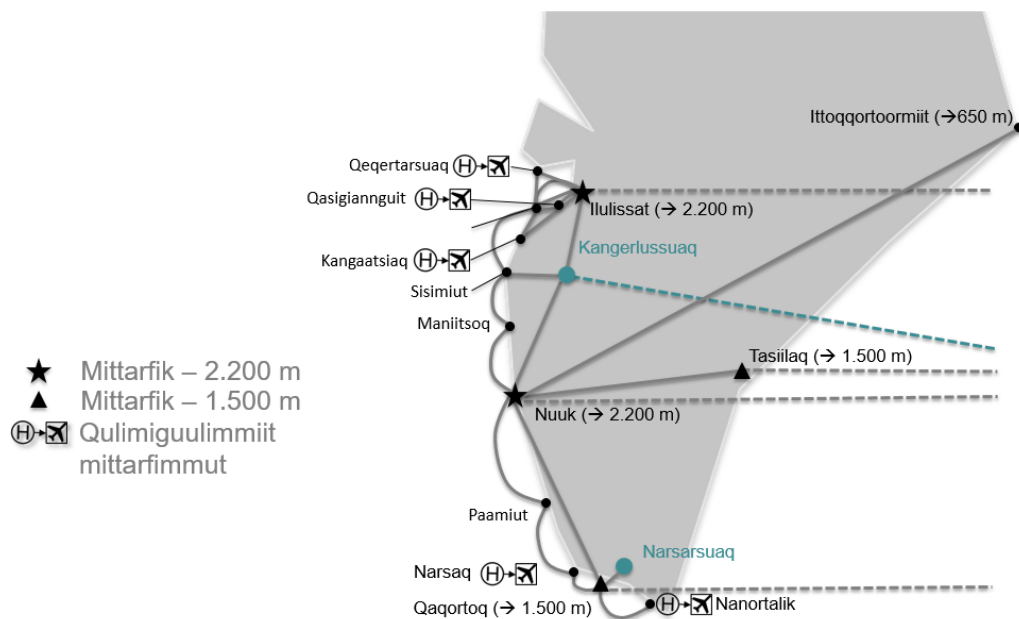 Ittoqqortoormiit (→650 m)
Qeqertarsuaq H→
Qasigiannguit H→
Ilulissat (→ 2.200 m)
Kangerlussuaq
Kangaatsiaq H→
Sisimiut
Maniitsoq
Tasiilaq (→ 1.500 m)
Mittarfik – 2.200 m
Mittarfik – 1.500 m
Nuuk (→ 2.200 m)
H→ Qulimiguulimmiit
mittarfimmut
Paamiut
Narsarsuaq
Narsaq H→
Qaqortoq (→ 1.500 m)
H→ Nanortalik